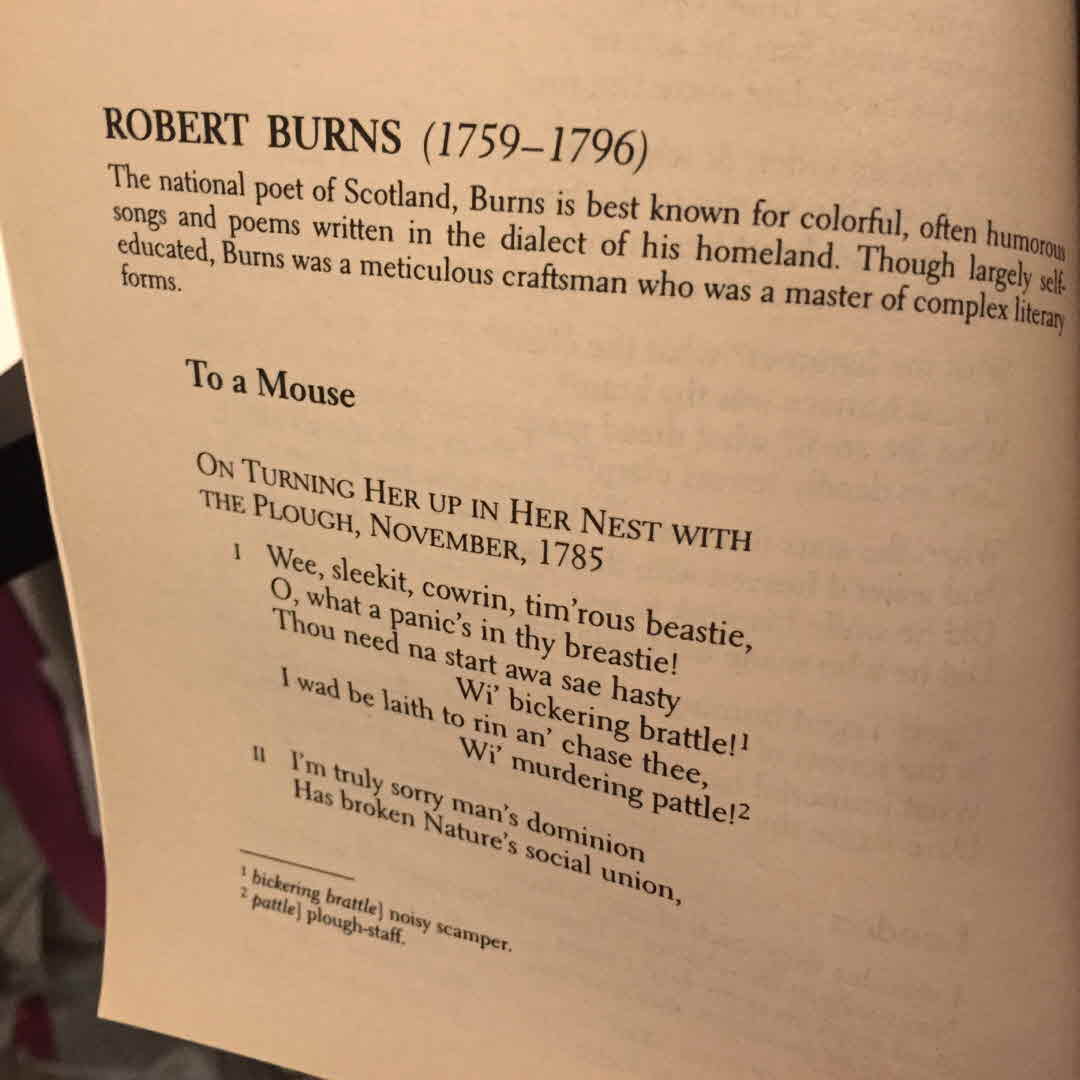 ROBERT BURNS (1759–1796)
The national poet of Scotland, Burns is best known for colorful, often humorous
songs and poems written in the dialect of his homeland. Though largely self-
educated, Burns was a meticulous craftsman who was a master of complex literary
forms.
To a Mouse
ON TURNING HER UP IN HER NEST WITH
THE PLOUGH, NOVEMBER, 1785
I Wee, sleekit, cowrin, tim'rous beastie,
O, what a panic's in thy breastie!
Thou need na start awa sae hasty
Wi' bickering brattle!1
I wad be laith to rin an' chase thee,
Wi' murdering pattle!2
II I'm truly sorry man's dominion
Has broken Nature's social union,
1 bickering brattle] noisy scamper.
2 pattle] plough-staff.